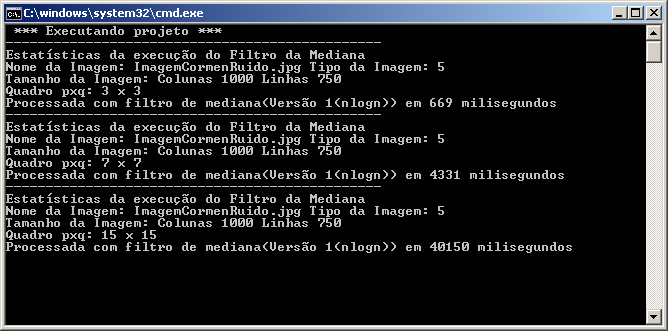 C:\windows\system32\cmd.exe
*** Executando projeto ***
------------------------------------------------
Estatísticas da execução do Filtro da Mediana
Nome da Imagem: ImagemCormenRuido.jpg Tipo da Imagem: 5
Tamanho da Imagem: Colunas 1000 Linhas 750
Quadro pxq: 3 x 3
Processada com filtro de mediana(Versão 1(nlogn)) em 669 milisegundos
------------------------------------------------
Estatísticas da execução do Filtro da Mediana
Nome da Imagem: ImagemCormenRuido.jpg Tipo da Imagem: 5
Tamanho da Imagem: Colunas 1000 Linhas 750
Quadro pxq: 7 x 7
Processada com filtro de mediana(Versão 1(nlogn)) em 4331 milisegundos
------------------------------------------------
Estatísticas da execução do Filtro da Mediana
Nome da Imagem: ImagemCormenRuido.jpg Tipo da Imagem: 5
Tamanho da Imagem: Colunas 1000 Linhas 750
Quadro pxq: 15 x 15
Processada com filtro de mediana(Versão 1(nlogn)) em 40150 milisegundos